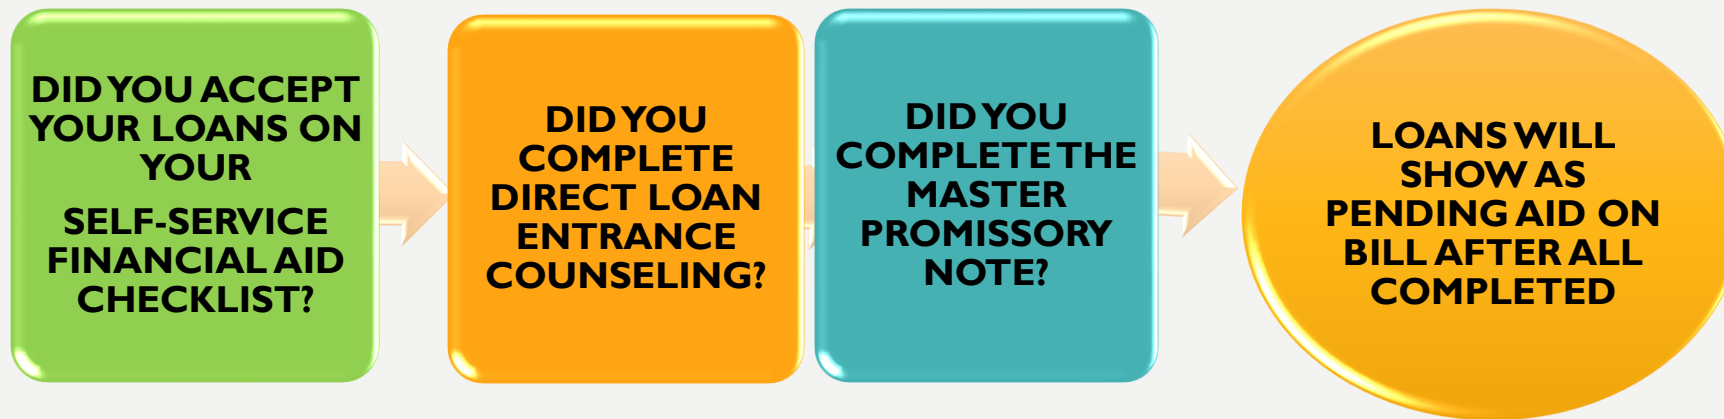 DID YOU ACCEPT
YOUR LOANS ON
YOUR
SELF-SERVICE
FINANCIAL AID
CHECKLIST?
DID YOU
COMPLETE
DIRECT LOAN
ENTRANCE
COUNSELING?
DID YOU
COMPLETE THE
MASTER
PROMISSORY
NOTE?
LOANS WILL
SHOW AS
PENDING AID ON
BILL AFTER ALL
COMPLETED